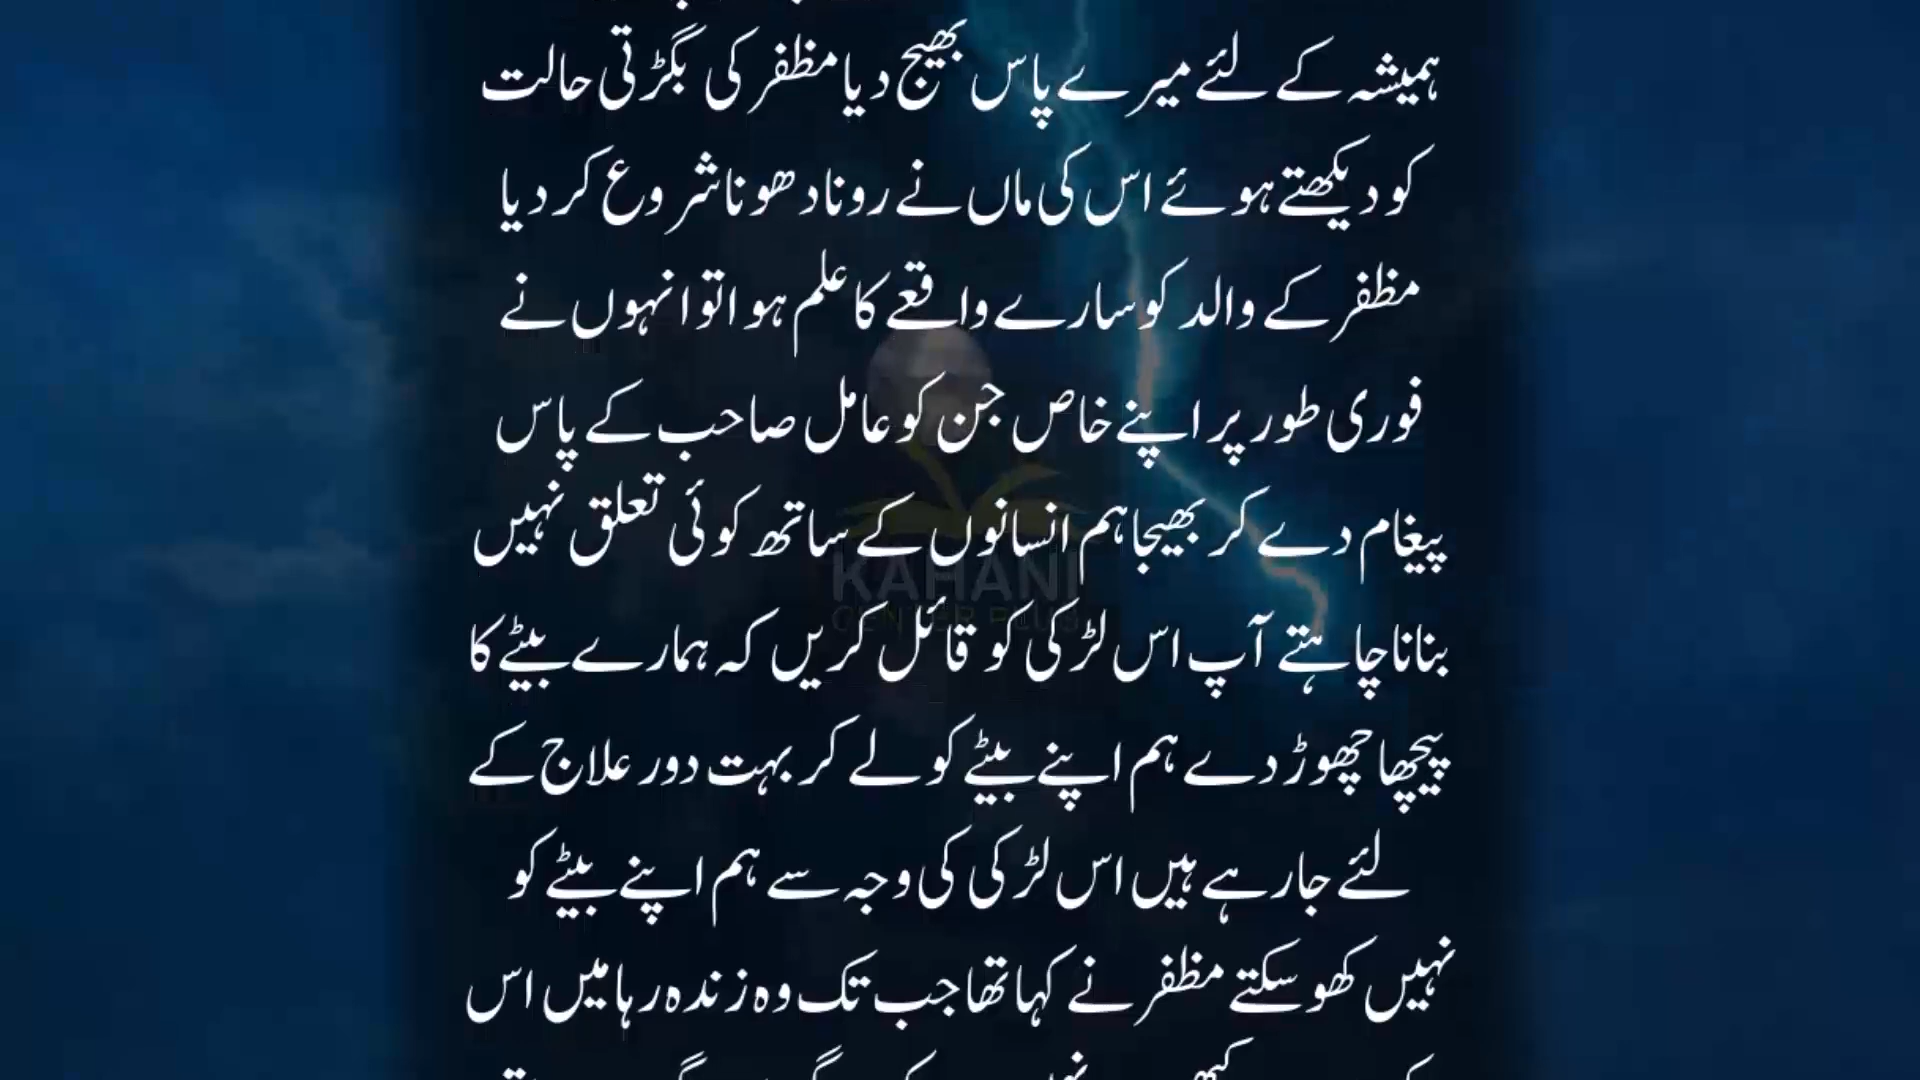 ہمیشہ کے لئے میرے پاس بھیج دیا مظفر کی بگڑتی حالت
کو دیکھتے ہوئے اس کی ماں نے رونا دھونا شروع کر دیا
مظفر کے والد کو سارے واقعے کا علم ہوا تو انہوں نے
فوری طور پر اپنے خاص جن کو عامل صاحب کے پاس
پیغام دے کر بھیجا ہم انسانوں کے ساتھ کوئی تعلق نہیں
KAHANI
CENTER PLUS
بنانا چاہتے آپ اس لڑکی کو قائل کریں کہ ہمارے بیٹے کا
پیچھا چھوڑ دے ہم اپنے بیٹے کو لے کر بہت دور علاج کے
لئے جا رہے ہیں اس لڑکی کی وجہ سے ہم اپنے بیٹے کو
نہیں کھو سکتے مظفر نے کہا تھا جب تک وہ زندہ رہا میں اس